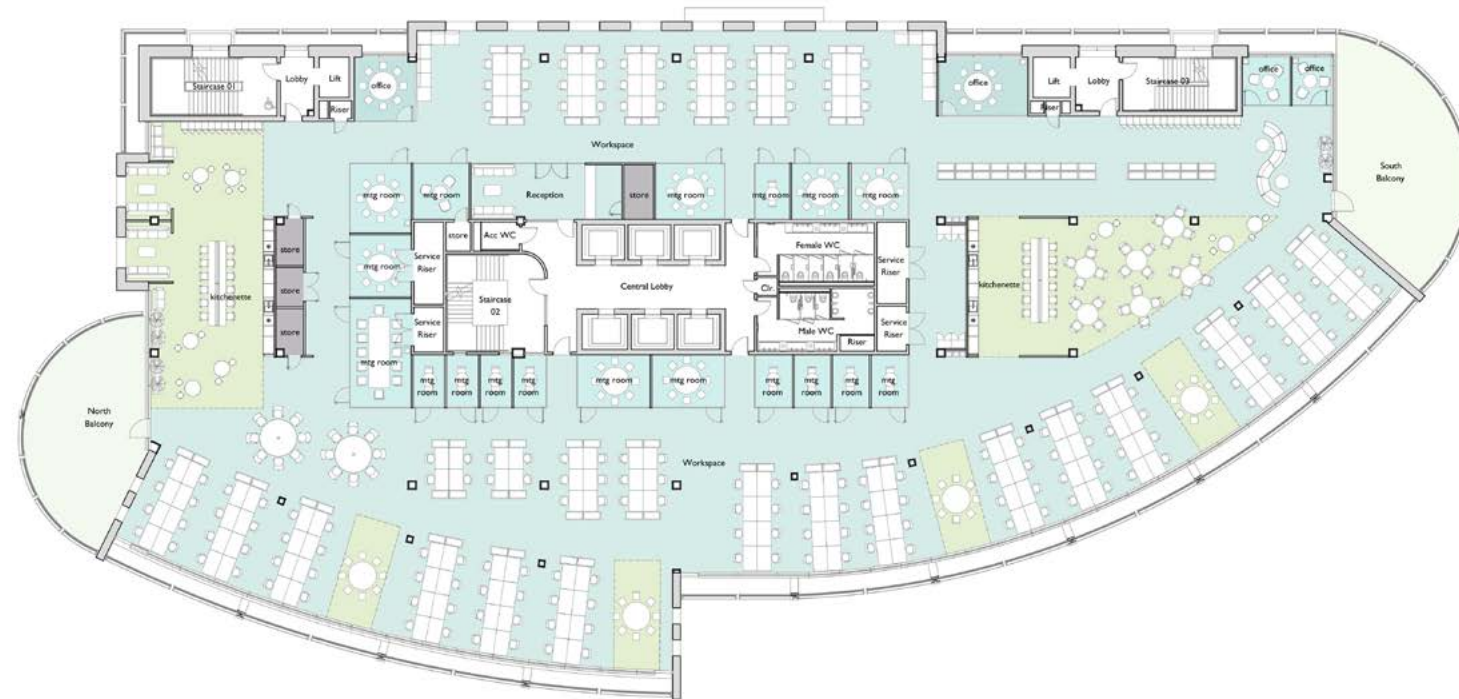 Staircase 01
Lobby
Lift
Riser
office
office
Lift
Lobby
Riser
Staircase 03
office
office
Workspace
South
Balcony
mtg room
mtg room
Reception
store
mtg room
mtg room
mtg room
mtg room
store
Acc WC
Female WC
store
mtg room
Service
Riser
Service
Riser
store
kitchenette
Staircase
02
Central Lobby
Clr.
kitchenette
store
Service
Riser
Male WC
Riser
Service
Riser
mtg room
mtg
room
mtg
room
mtg
room
mtg
room
mtg room
mtg room
mtg
room
mtg
room
mtg
room
mtg
room
North
Balcony
Workspace